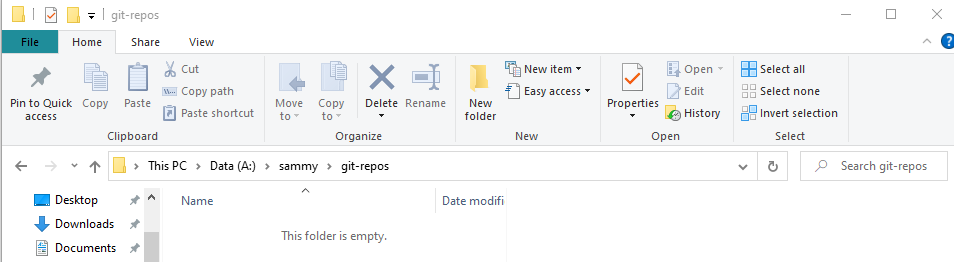 git-repos
File Home Share View
Pin to Quick access
Copy
Paste
Cut
Copy path
Paste shortcut
Clipboard
Move to
Copy to
Delete
Rename
Organize
New folder
New item
Easy access
New
Properties
Open
Edit
History
Open
Select all
Select none
Invert selection
Select
This PC Data (A:) sammy git-repos
Search git-repos
Desktop
Downloads
Documents
Name Date modifi
This folder is empty.